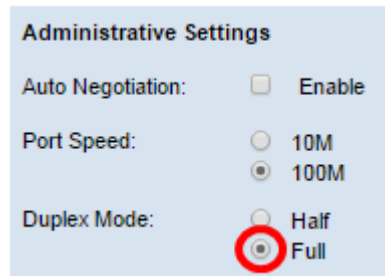 Administrative Settings
Auto Negotiation: Enable
Port Speed: 10M
100M
Duplex Mode: Half
Full